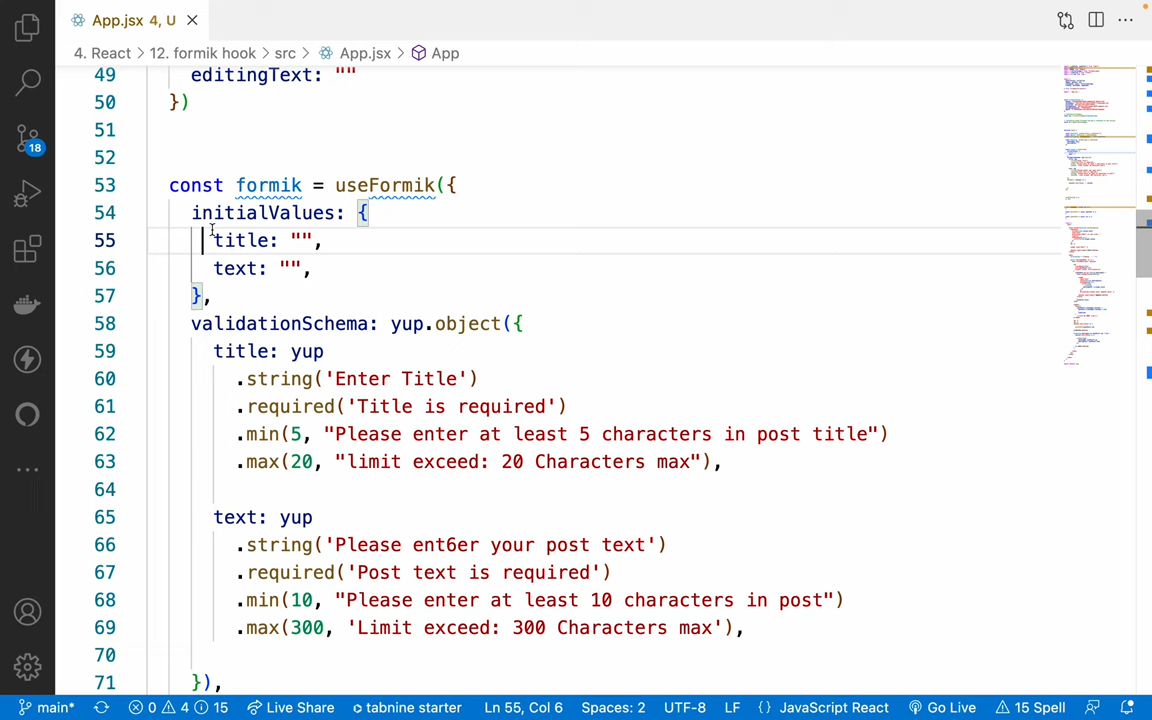 App.jsx 4, U
4. React > 12. formik hook > src > App.jsx > App
49 editingText: ""
50 })
51
52
53 const formik = useFormik({
54 initialValues: {
55 title: "",
56 text: "",
57 },
58 validationSchema: yup.object({
59 title: yup
60 .string('Enter Title')
61 .required('Title is required')
62 .min(5, "Please enter at least 5 characters in post title")
63 .max(20, "limit exceed: 20 Characters max"),
64
65 text: yup
66 .string('Please ent6er your post text')
67 .required('Post text is required')
68 .min(10, "Please enter at least 10 characters in post")
69 .max(300, 'Limit exceed: 300 Characters max'),
70
71 }),
18
main* 0 4 15 Live Share tabnine starter Ln 55, Col 6 Spaces: 2 UTF-8 LF {} JavaScript React Go Live 15 Spell